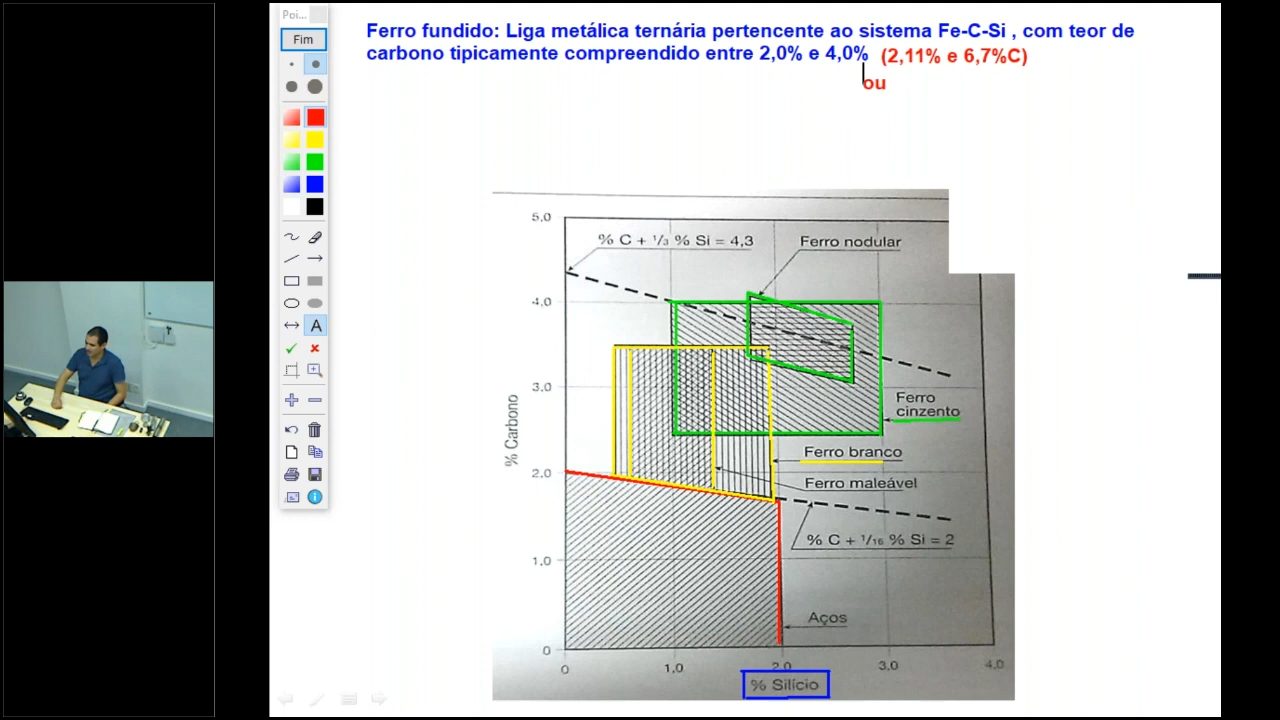 Poi...
Fim
A
Ferro fundido: Liga metálica ternária pertencente ao sistema Fe-C-Si , com teor de
carbono tipicamente compreendido entre 2,0% e 4,0% (2,11% e 6,7%C)
ou
5.0
% C + 1/3 % Si = 4,3
Ferro nodular
4.0
3.0
Ferro
cinzento
% Carbono
Ferro branco
2.0
Ferro maleável
% C + 1/16 % Si = 2
1.0
Aços
0
0
1,0
2,0
3,0
4,0
% Silício